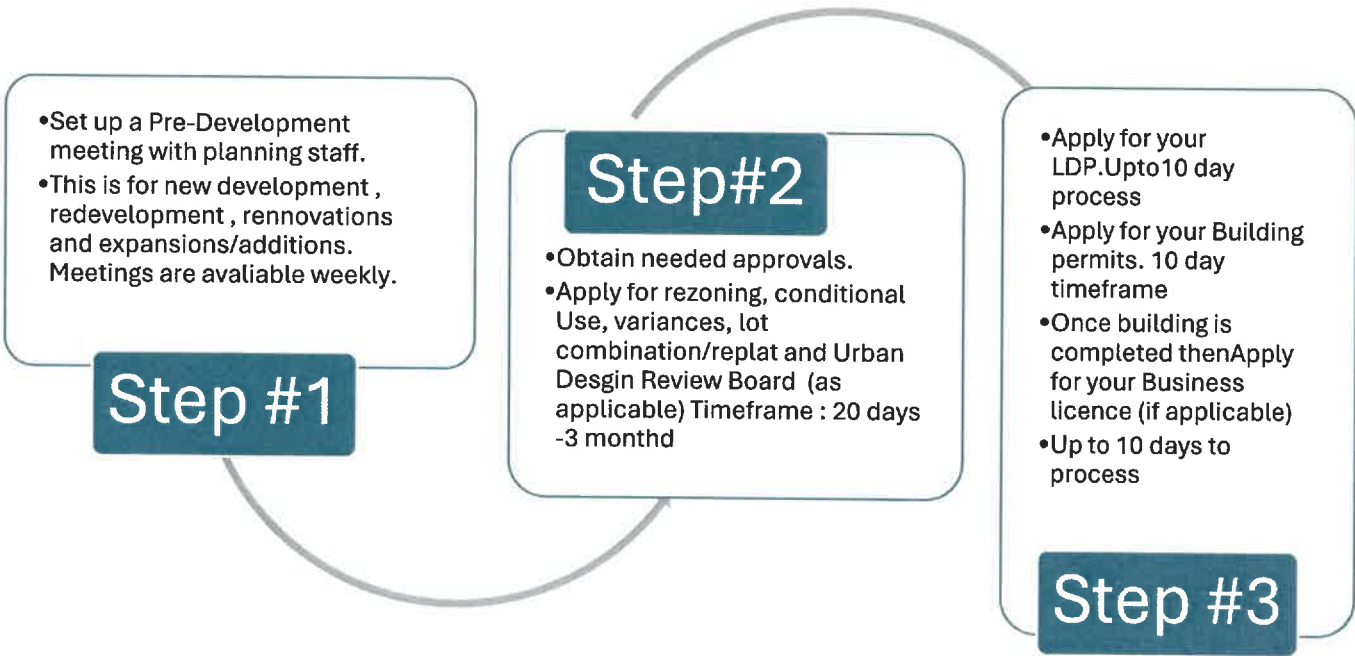 •Set up a Pre-Development
meeting with planning staff.
•This is for new development ,
redevelopment , rennovations
and expansions/additions.
Meetings are avaliable weekly.
Step #1
Step#2
•Obtain needed approvals.
•Apply for rezoning, conditional
Use, variances, lot
combination/replat and Urban
Desgin Review Board (as
applicable) Timeframe : 20 days
-3 monthd
•Apply for your
LDP.Upto10 day
process
•Apply for your Building
permits. 10 day
timeframe
•Once building is
completed thenApply
for your Business
licence (if applicable)
•Up to 10 days to
process
Step #3